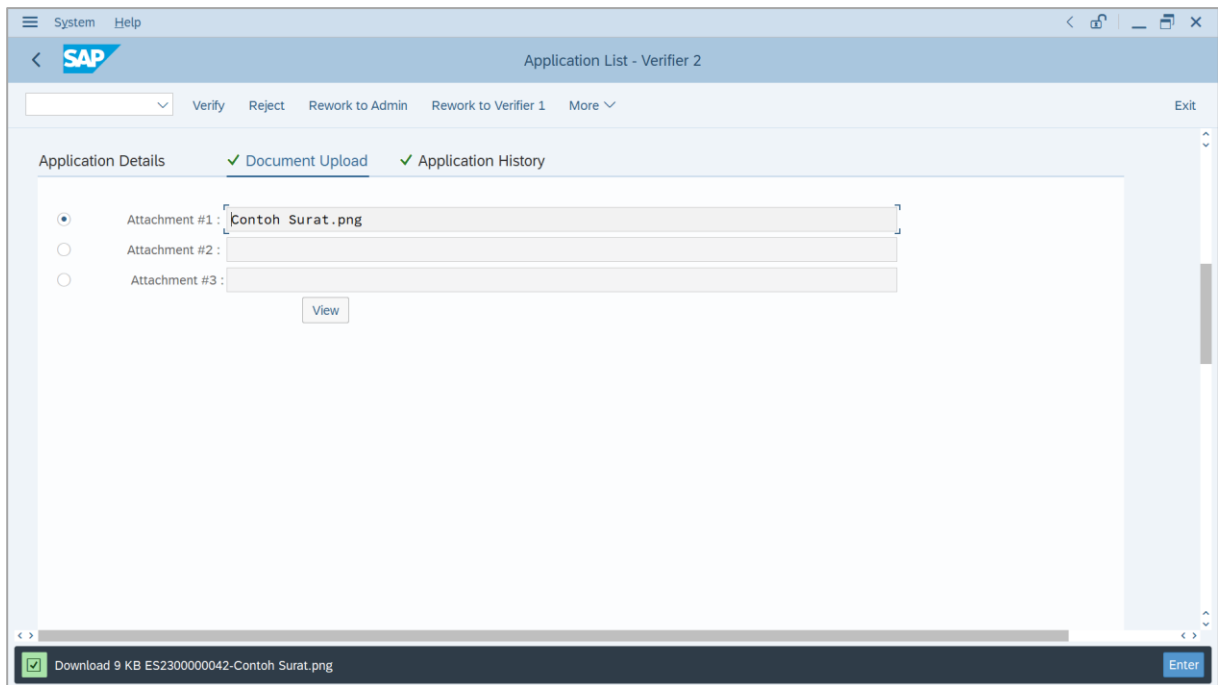 System Help
SAP
Application List - Verifier 2
Verify Reject Rework to Admin Rework to Verifier 1 More Exit
Application Details Document Upload Application History
Attachment #1 : Contoh Surat.png
Attachment #2 :
Attachment #3 :
View
Download 9 KB ES2300000042-Contoh Surat.png Enter